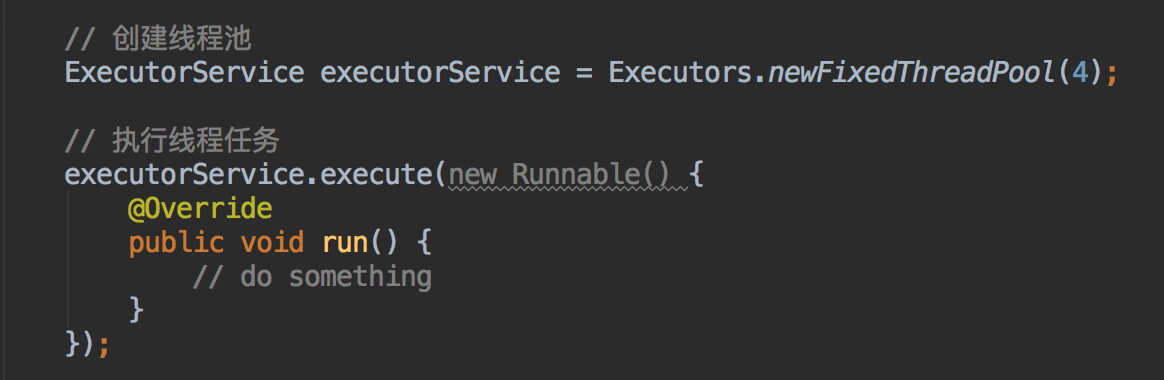 // 创建线程池
ExecutorService executorService = Executors.newFixedThreadPool(4);
// 执行线程任务
executorService.execute(new Runnable() {
@Override
public void run() {
// do something
}
});